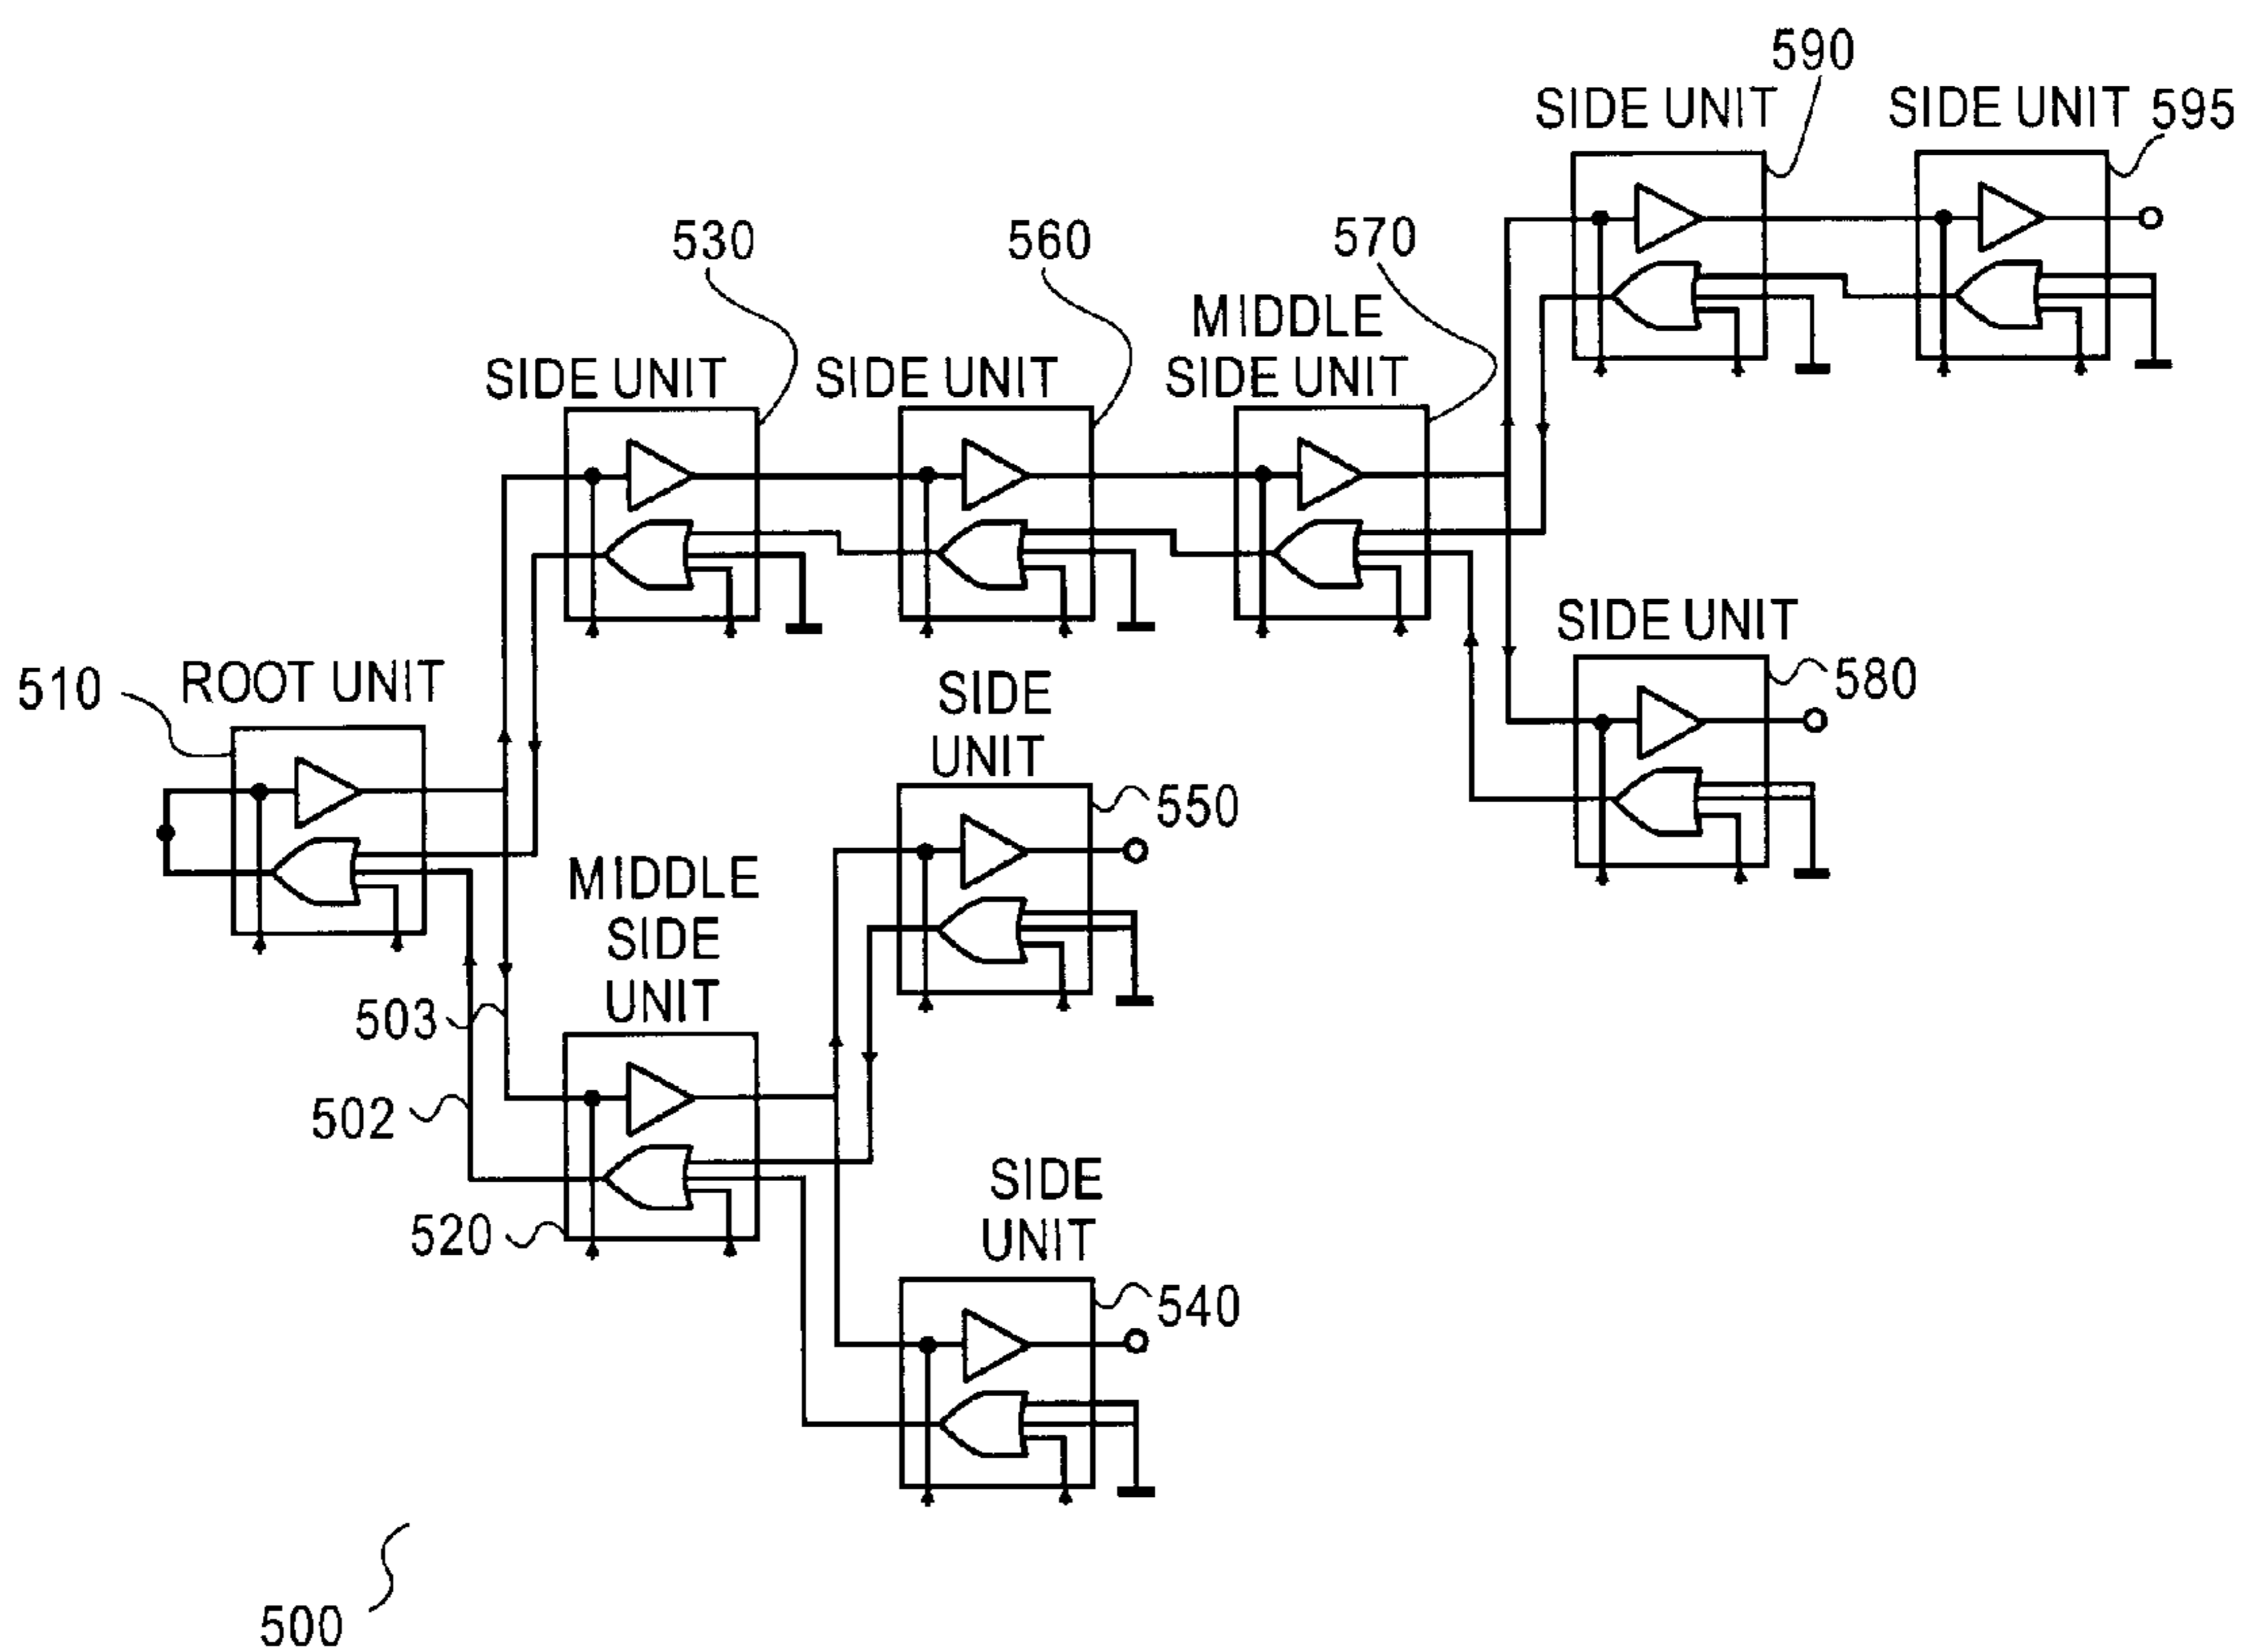 590
SIDE UNIT
SIDE UNIT 595
530
560
570
MIDDLE
SIDE UNIT
SIDE UNIT
SIDE UNIT
SIDE UNIT
580
510
ROOT UNIT
SIDE
UNIT
550
MIDDLE
SIDE
UNIT
503
502
520
SIDE
UNIT
540
500